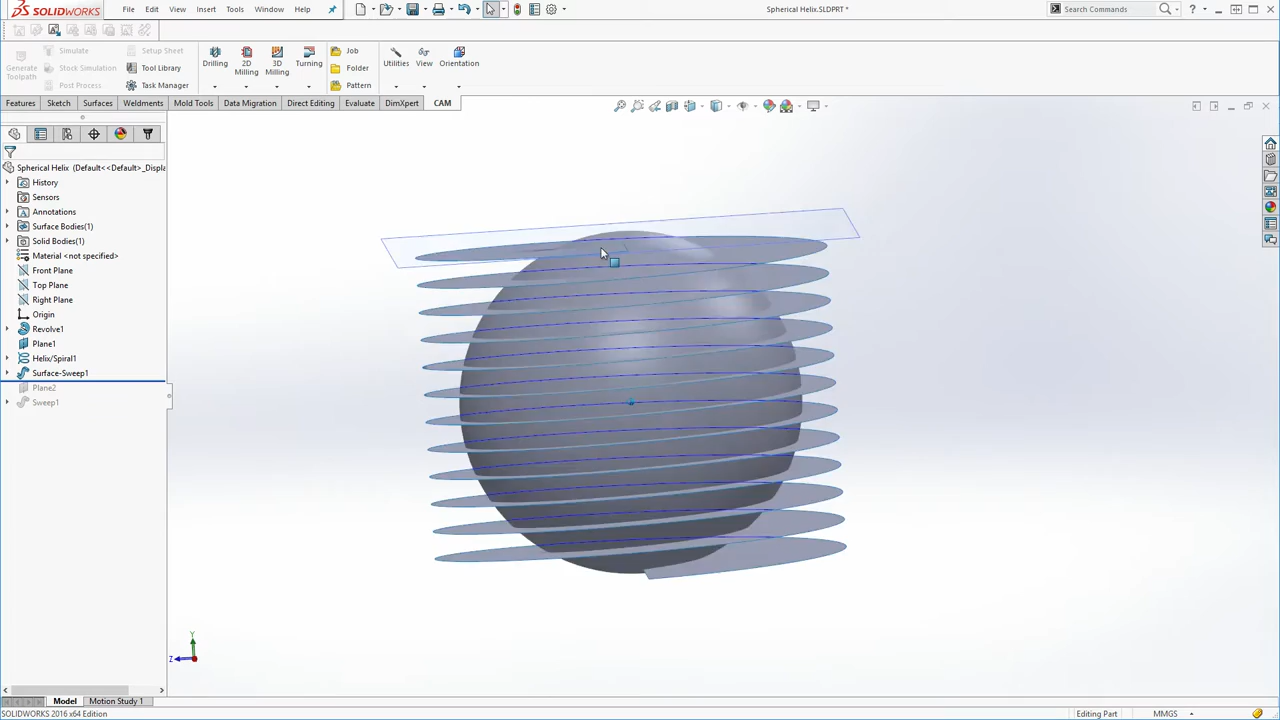 SOLIDWORKS
File Edit View Insert Tools Window Help
Spherical Helix.SLDPRT *
Search Commands
Generate Toolpath
Simulate
Stock Simulation
Post Process
Setup Sheet
Tool Library
Task Manager
Drilling
2D Milling
3D Milling
Turning
Job
Folder
Pattern
Utilities
View
Orientation
Features Sketch Surfaces Weldments Mold Tools Data Migration Direct Editing Evaluate DimXpert CAM
Spherical Helix (Default<<Default>_Displa
History
Sensors
Annotations
Surface Bodies(1)
Solid Bodies(1)
Material <not specified>
Front Plane
Top Plane
Right Plane
Origin
Revolve1
Plane1
Helix/Spiral1
Surface-Sweep1
Plane2
Sweep1
Y
Z
Model Motion Study 1
SOLIDWORKS 2016 x64 Edition
Editing Part
MMGS